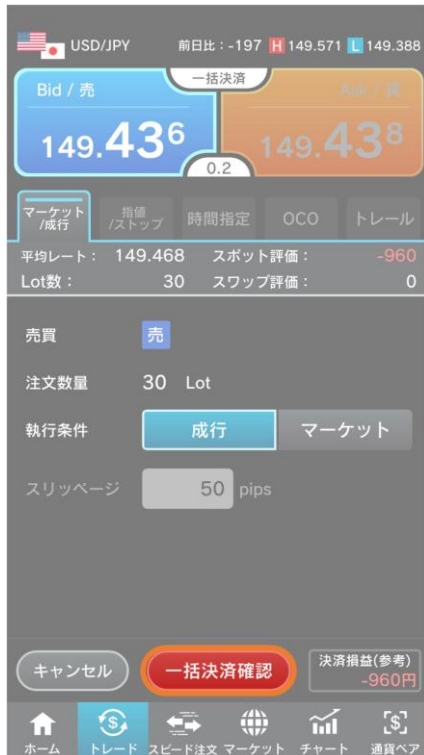 USD/JPY 前日比：-197 H 149.571 L 149.388
一括決済
Bid / 売 Ask / 買
149.436 149.438
0.2
マーケット/成行 指値/ストップ 時間指定 OCO トレール
平均レート： 149.468 スポット評価： -960
Lot数： 30 スワップ評価： 0
売買 売
注文数量 30 Lot
執行条件 成行 マーケット
スリッページ 50 pips
キャンセル 一括決済確認 決済損益(参考)
-960円
ホーム トレード スピード注文 マーケット チャート 通貨ペア